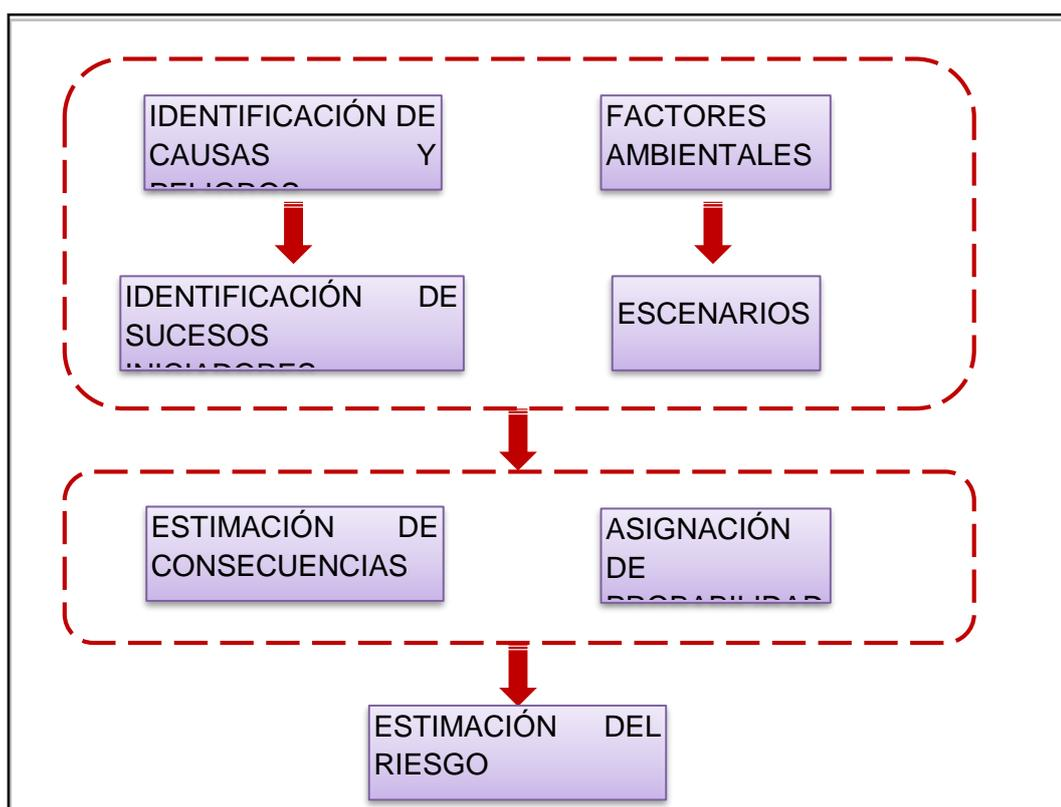 IDENTIFICACIÓN DE
CAUSAS Y
FACTORES
AMBIENTALES
IDENTIFICACIÓN DE
SUCESOS
ESCENARIOS
ESTIMACIÓN DE
CONSECUENCIAS
ASIGNACIÓN
DE
ESTIMACIÓN DEL
RIESGO